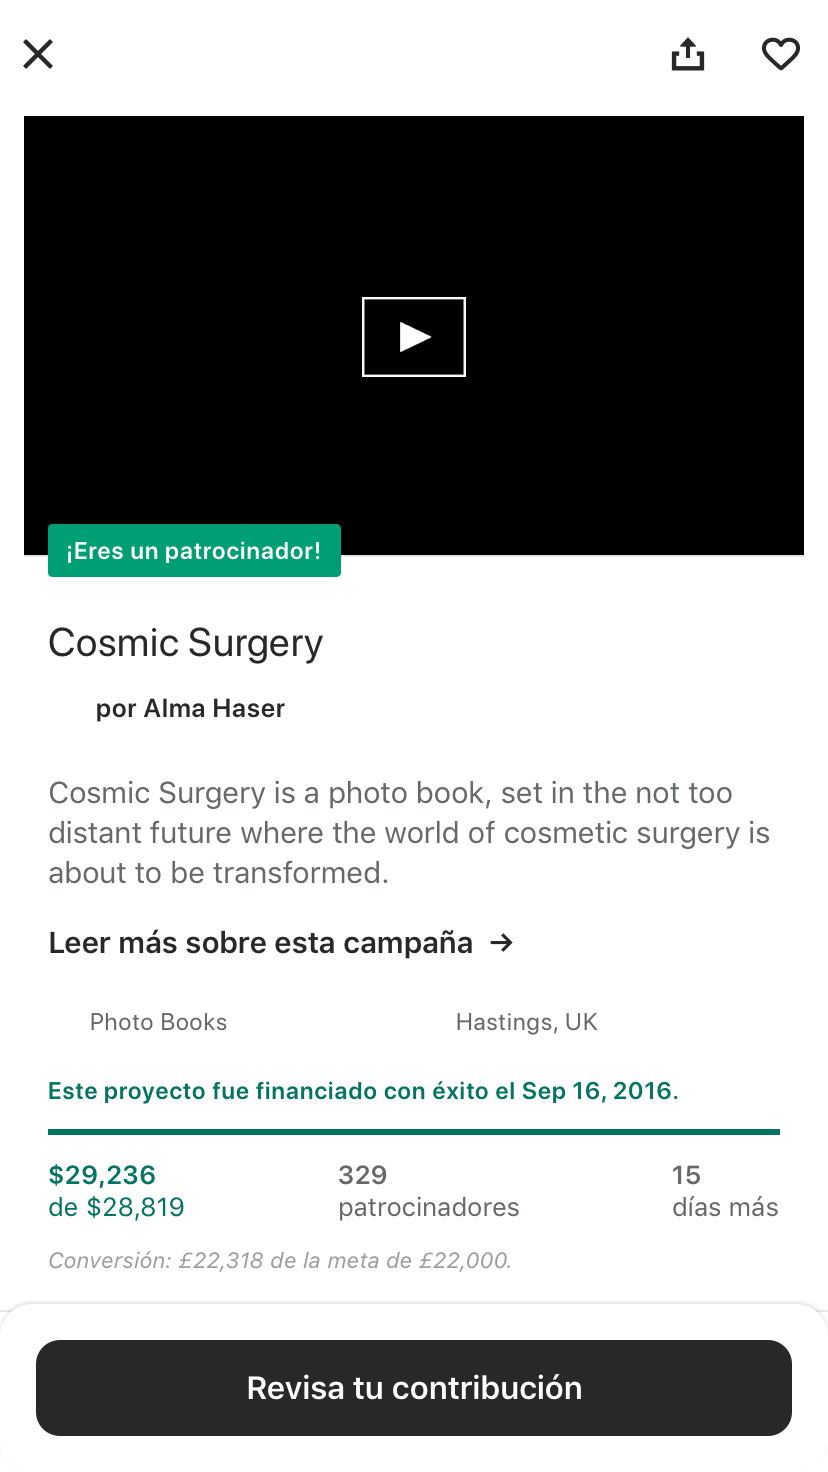 ¡Eres un patrocinador!
Cosmic Surgery
por Alma Haser
Cosmic Surgery is a photo book, set in the not too
distant future where the world of cosmetic surgery is
about to be transformed.
Leer más sobre esta campaña →
Photo Books Hastings, UK
Este proyecto fue financiado con éxito el Sep 16, 2016.
$29,236 329 15
de $28,819 patrocinadores días más
Conversión: £22,318 de la meta de £22,000.
Revisa tu contribución